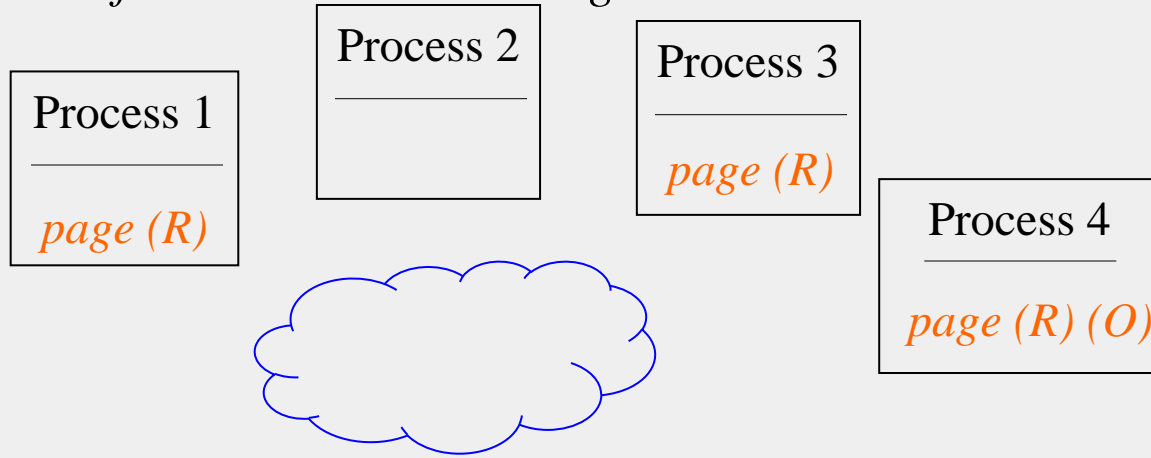 Process 1
page (R)
Process 2
Process 3
page (R)
Process 4
page (R) (O)